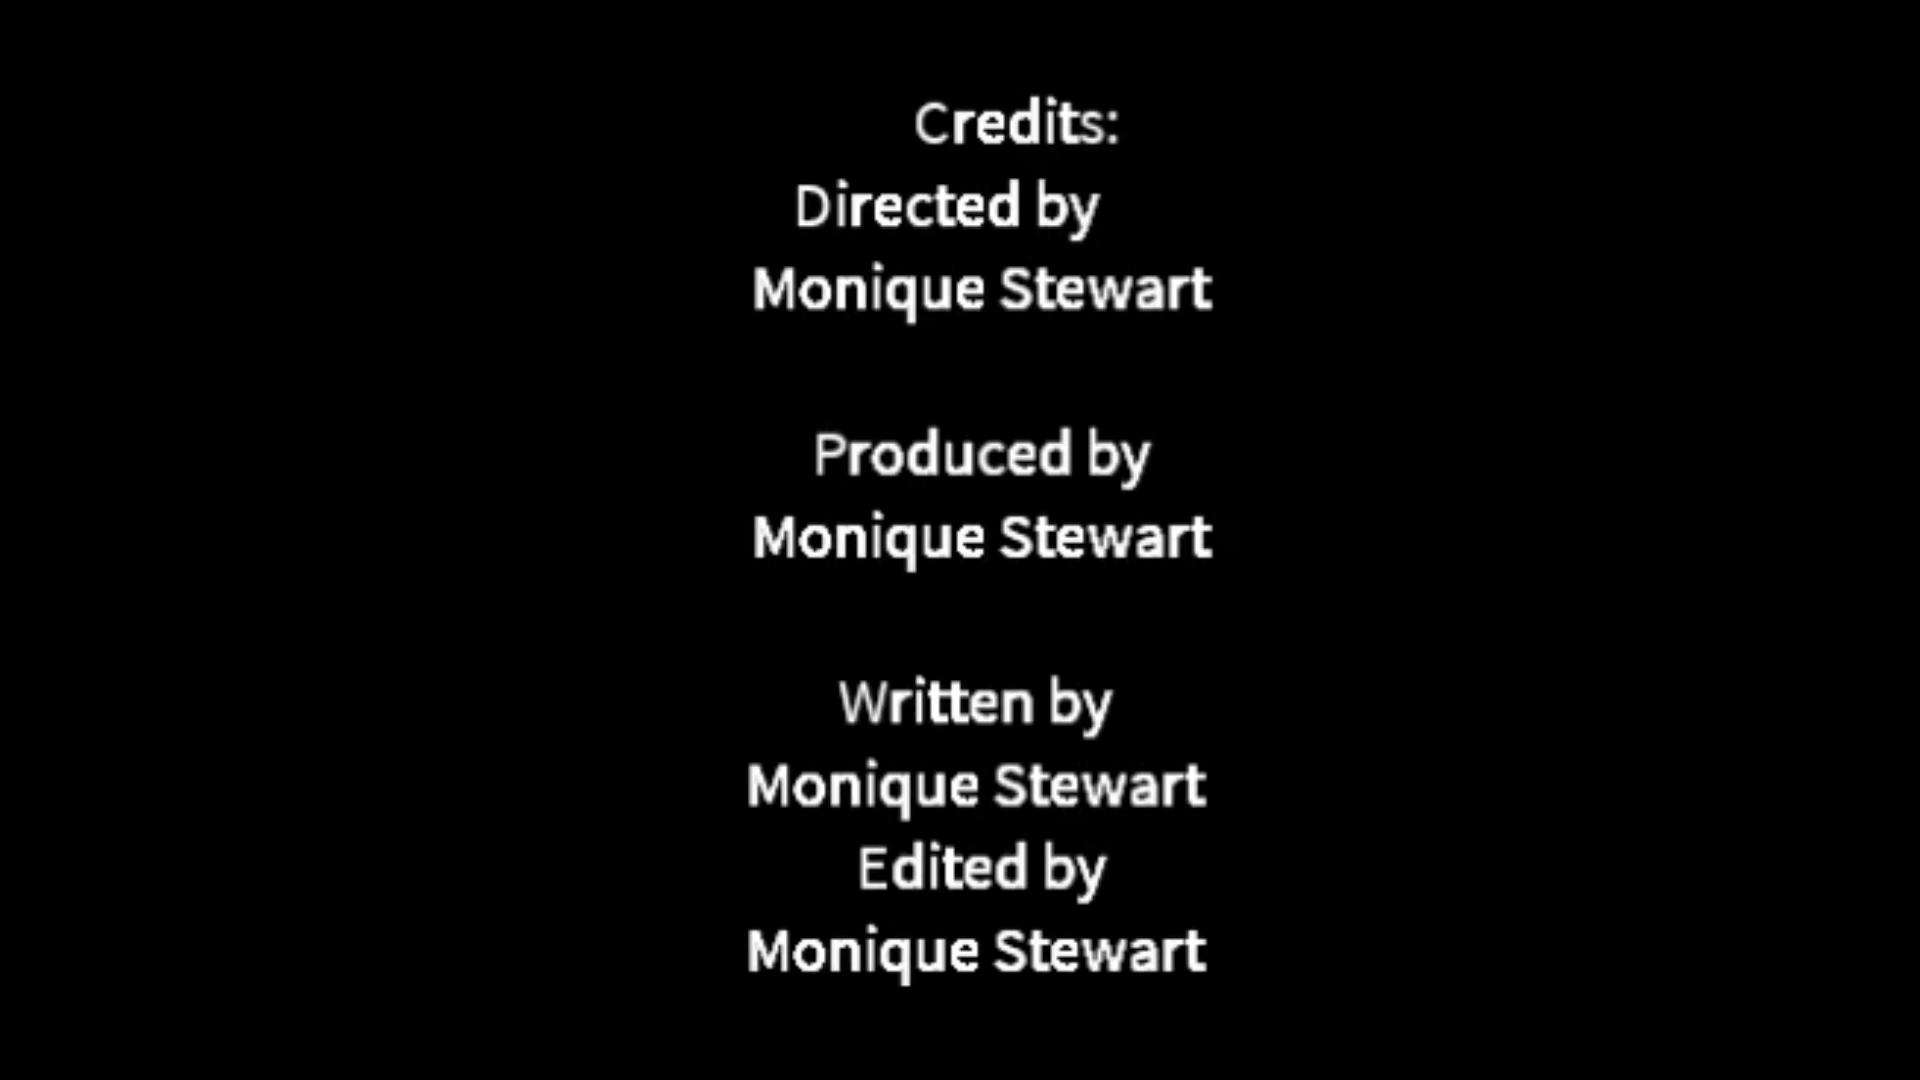 Credits:
Directed by
Monique Stewart
Produced by
Monique Stewart
Written by
Monique Stewart
Edited by
Monique Stewart